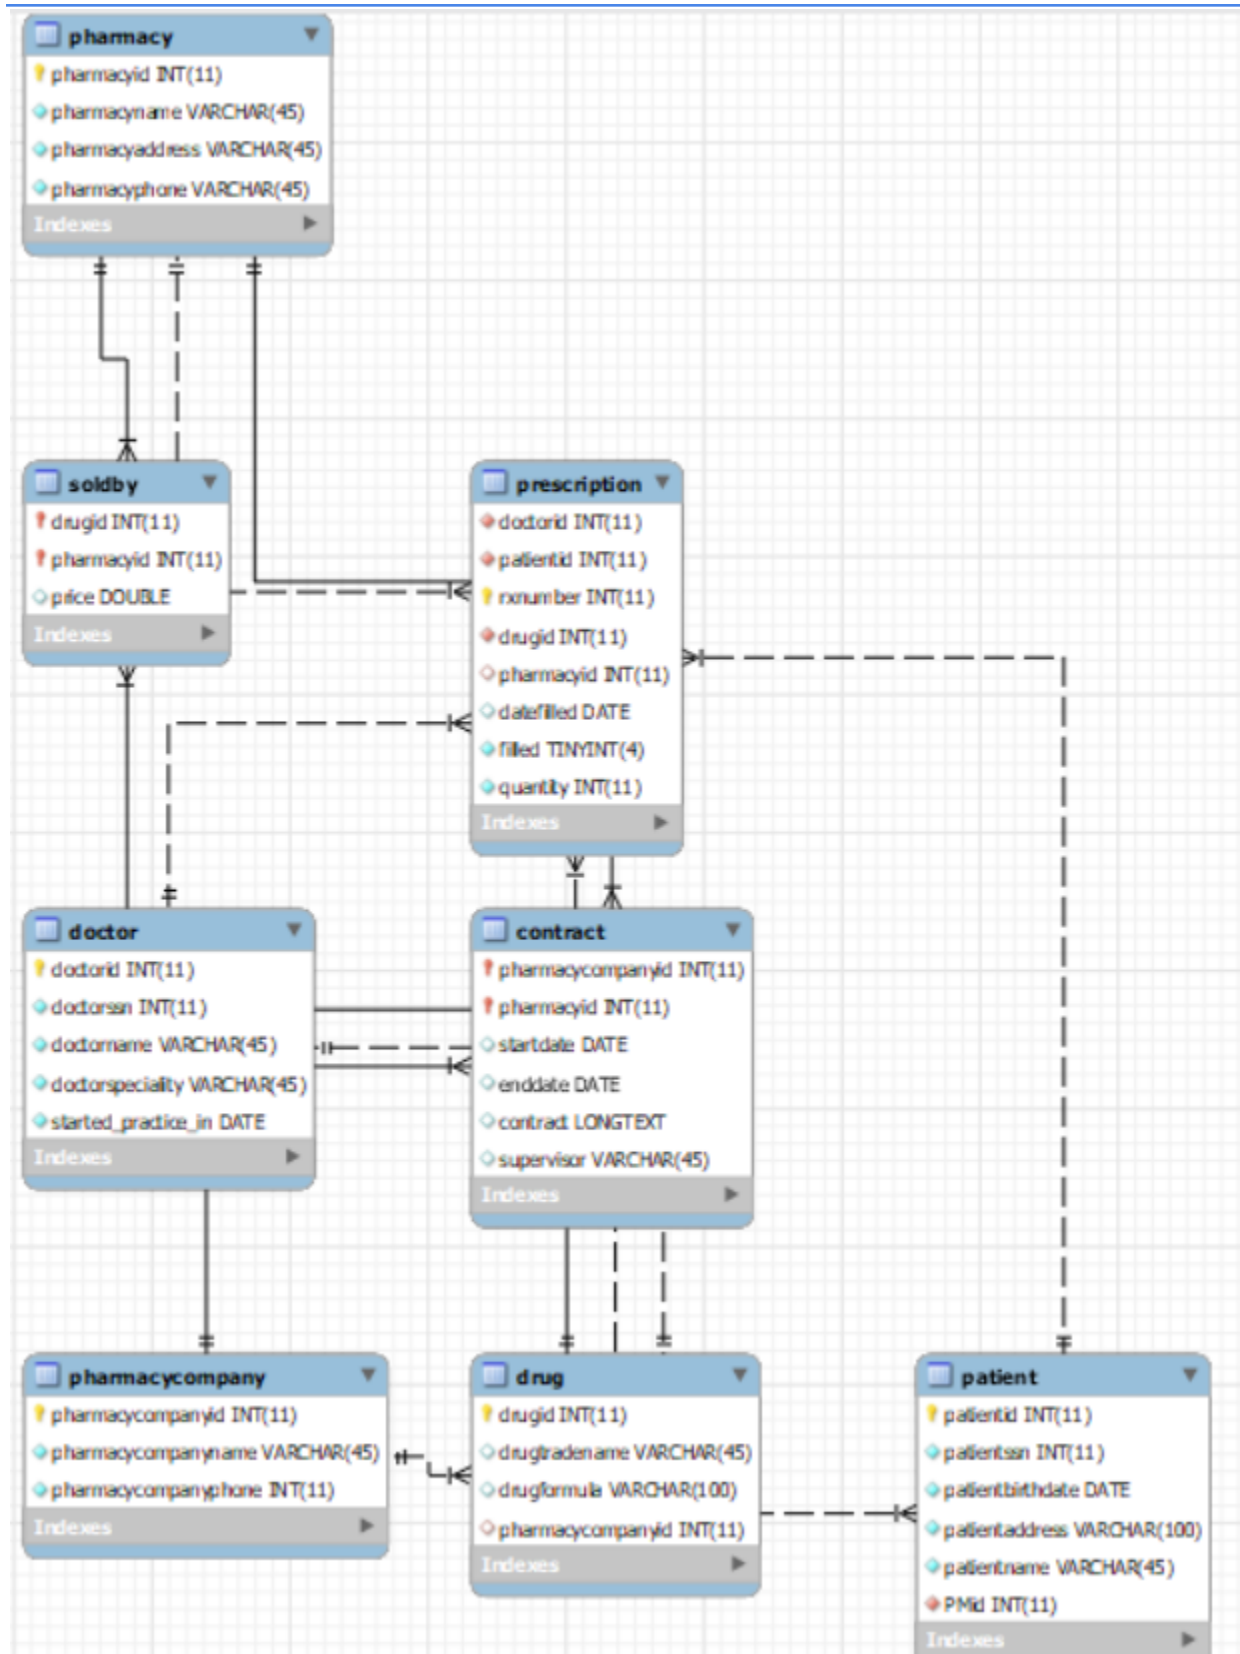 pharmacy
pharmacyid INT(11)
pharmacyname VARCHAR(45)
pharmacyaddress VARCHAR(45)
pharmacyphone VARCHAR(45)
Indexes
soldby
drugid INT(11)
pharmacyid INT(11)
price DOUBLE
Indexes
prescription
doctorid INT(11)
patientid INT(11)
rxnumber INT(11)
drugid INT(11)
pharmacyid INT(11)
datefilled DATE
filled TINYINT(4)
quantity INT(11)
Indexes
doctor
doctorid INT(11)
doctorssn INT(11)
doctorname VARCHAR(45)
doctorspeciality VARCHAR(45)
started_practice_in DATE
Indexes
contract
pharmacycompanyid INT(11)
pharmacyid INT(11)
startdate DATE
enddate DATE
contract LONGTEXT
supervisor VARCHAR(45)
Indexes
pharmacycompany
pharmacycompanyid INT(11)
pharmacycompanyname VARCHAR(45)
pharmacycompanyphone INT(11)
Indexes
drug
drugid INT(11)
drugtradename VARCHAR(45)
drugformula VARCHAR(100)
pharmacycompanyid INT(11)
Indexes
patient
patientid INT(11)
patientssn INT(11)
patientbirthdate DATE
patientaddress VARCHAR(100)
patientname VARCHAR(45)
PMid INT(11)
Indexes